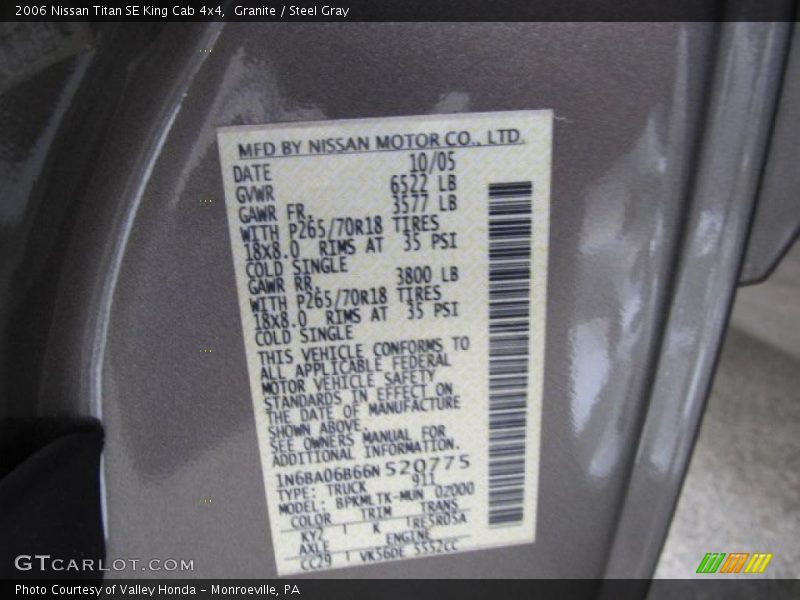 2006 Nissan Titan SE King Cab 4x4,  Granite / Steel Gray
MFD BY NISSAN MOTOR CO., LTD.
DATE 10/05
GVWR 6522 LB
GAWR FR. 3577 LB
WITH P265/70R18 TIRES
18x8.0 RIMS AT 35 PSI
COLD SINGLE
GAWR RR. 3800 LB
WITH P265/70R18 TIRES
18x8.0 RIMS AT 35 PSI
COLD SINGLE
THIS VEHICLE CONFORMS TO
ALL APPLICABLE FEDERAL
MOTOR VEHICLE SAFETY
STANDARDS IN EFFECT ON
THE DATE OF MANUFACTURE
SHOWN ABOVE.
SEE OWNERS MANUAL FOR
ADDITIONAL INFORMATION.
1N6BA06B66N520775
TYPE: TRUCK 911
MODEL: BPKMLTK-MUN 02000
COLOR TRIM TRANS
KY2 K RE5R05A
AXLE ENGINE
CC29 VK56DE 5552CC
GTCARLOT.COM
Photo Courtesy of Valley Honda - Monroeville, PA